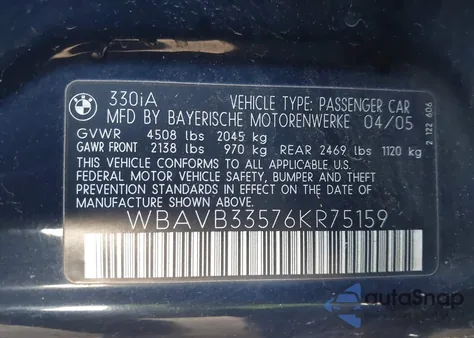 330iA VEHICLE TYPE: PASSENGER CAR
MFD BY BAYERISCHE MOTORENWERKE 04/05
GVWR 4508 lbs 2045 kg
GAWR FRONT 2138 lbs 970 kg REAR 2469 lbs 1120 kg
THIS VEHICLE CONFORMS TO ALL APPLICABLE U.S.
FEDERAL MOTOR VEHICLE SAFETY, BUMPER AND THEFT
PREVENTION STANDARDS IN EFFECT ON THE DATE OF
MANUFACTURE SHOWN ABOVE.
WBAVB33576KR75159
2 122 606
autoSnap